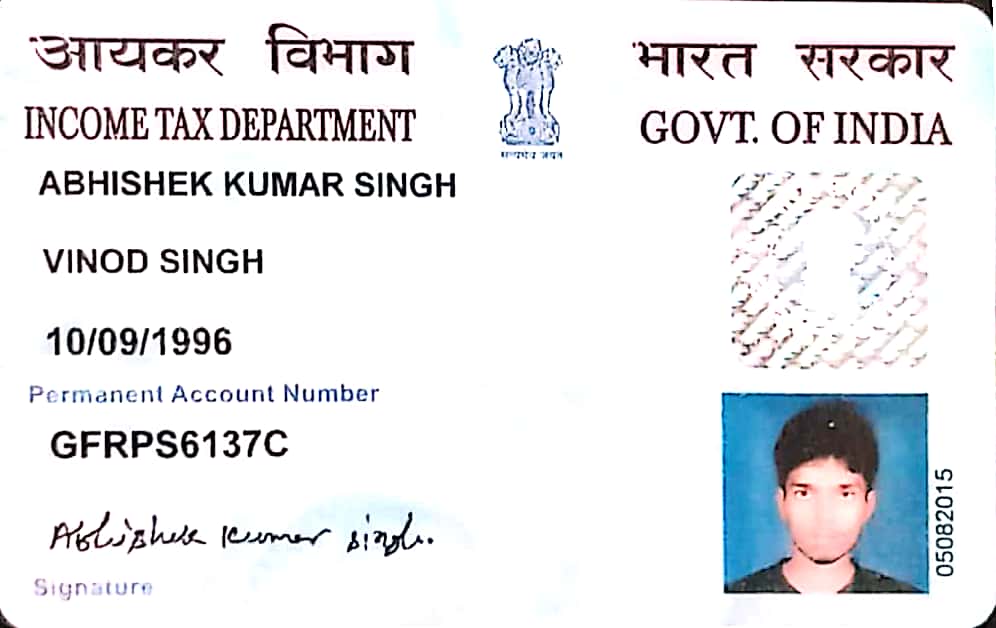 आयकर विभाग
भारत सरकार
INCOME TAX DEPARTMENT
GOVT. OF INDIA
सत्यमेव जयते
ABHISHEK KUMAR SINGH
VINOD SINGH
10/09/1996
Permanent Account Number
GFRPS6137C
Abhishek Kumar Singh.
Signature
05082015